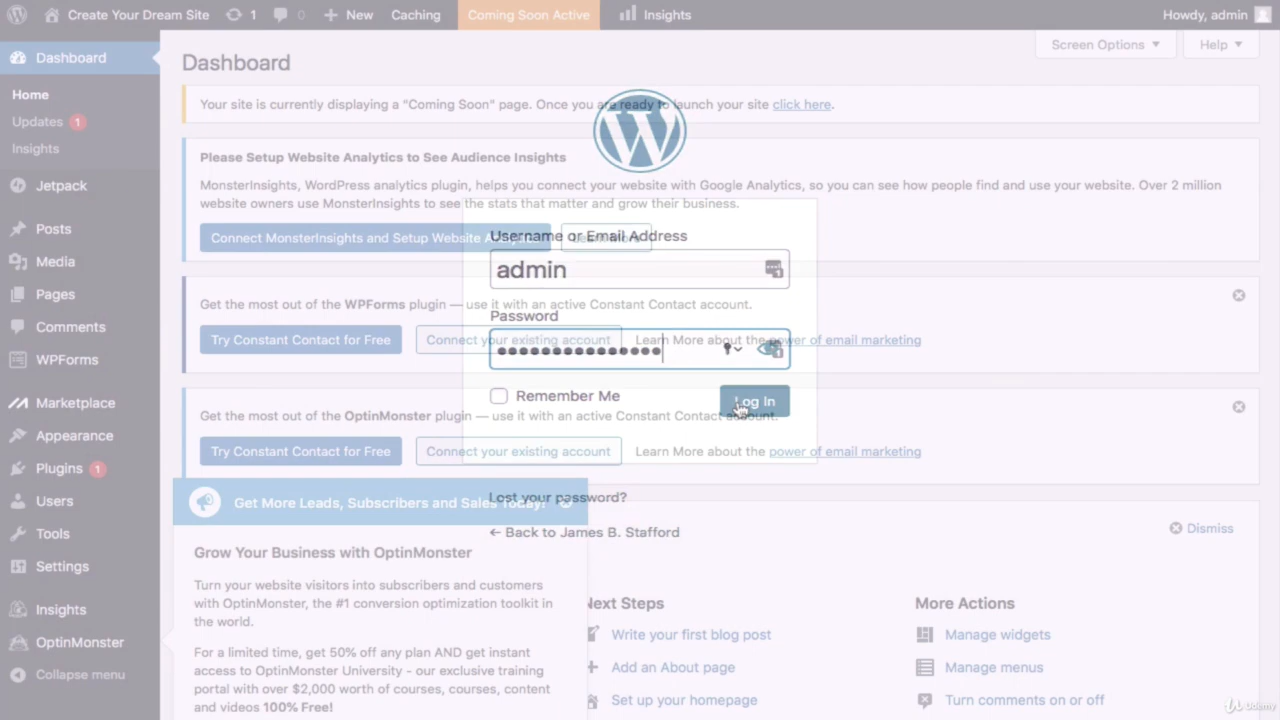 Create Your Dream Site 1 0 New Caching Coming Soon Active Insights Howdy, admin
Screen Options ▼ Help ▼
Dashboard
Home
Updates 1
Insights
Jetpack
Posts
Media
Pages
Comments
WPForms
Marketplace
Appearance
Plugins 1
Users
Tools
Settings
Insights
OptinMonster
Collapse menu
Dashboard
Your site is currently displaying a "Coming Soon" page. Once you are ready to launch your site click here.
Please Setup Website Analytics to See Audience Insights
MonsterInsights, WordPress analytics plugin, helps you connect your website with Google Analytics, so you can see how people find and use your website. Over 2 million
website owners use MonsterInsights to see the stats that matter and grow their business.
Connect MonsterInsights and Setup Website Analytics Learn More
Username or Email Address
admin
Get the most out of the WPForms plugin — use it with an active Constant Contact account.
Password
Try Constant Contact for Free Connect your existing account Learn More about the power of email marketing
Remember Me
Log In
Get the most out of the OptinMonster plugin — use it with an active Constant Contact account.
Try Constant Contact for Free Connect your existing account Learn More about the power of email marketing
Lost your password?
← Back to James B. Stafford
Get More Leads, Subscribers and Sales Today!
Grow Your Business with OptinMonster
Turn your website visitors into subscribers and customers
with OptinMonster, the #1 conversion optimization toolkit in
the world.
For a limited time, get 50% off any plan AND get instant
access to OptinMonster University - our exclusive training
portal with over $2,000 worth of courses, courses, content
and videos 100% Free!
Dismiss
Next Steps
Write your first blog post
Add an About page
Set up your homepage
More Actions
Manage widgets
Manage menus
Turn comments on or off
Udemy